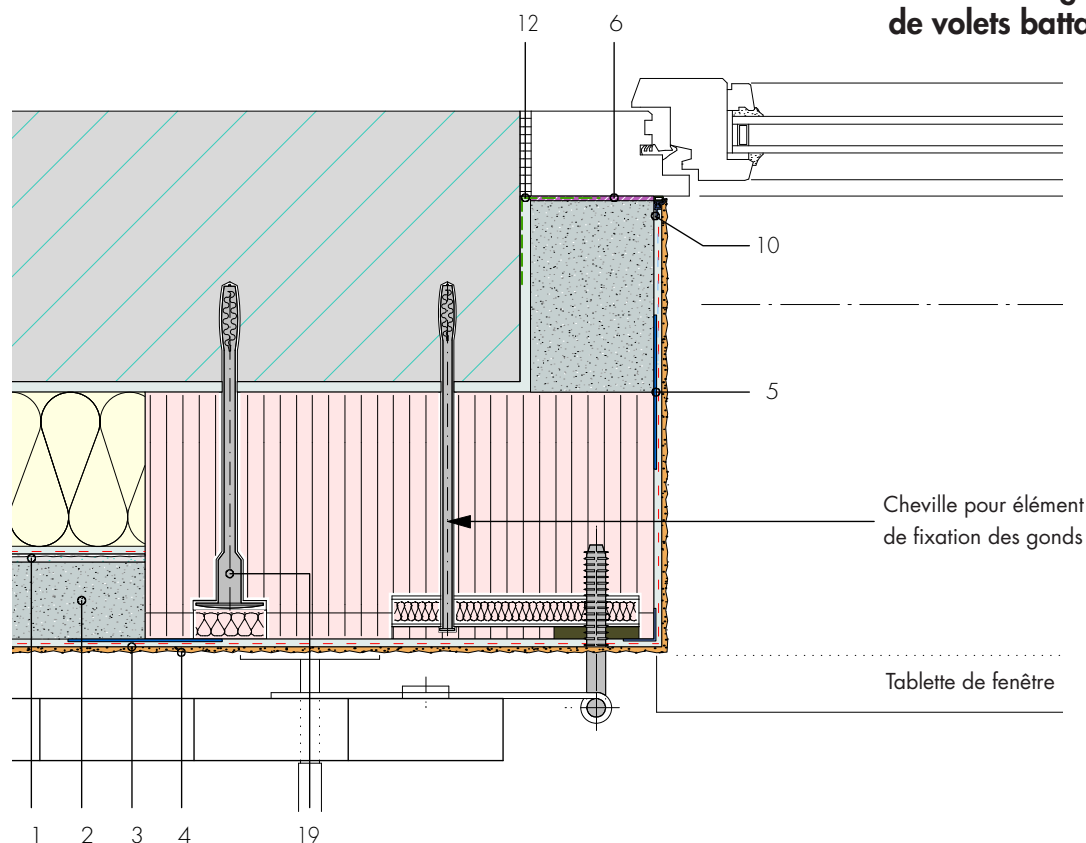 de volets
12
6
10
5
Cheville pour élément
de fixation des gonds
Tablette de fenêtre
1
2
3
4
19